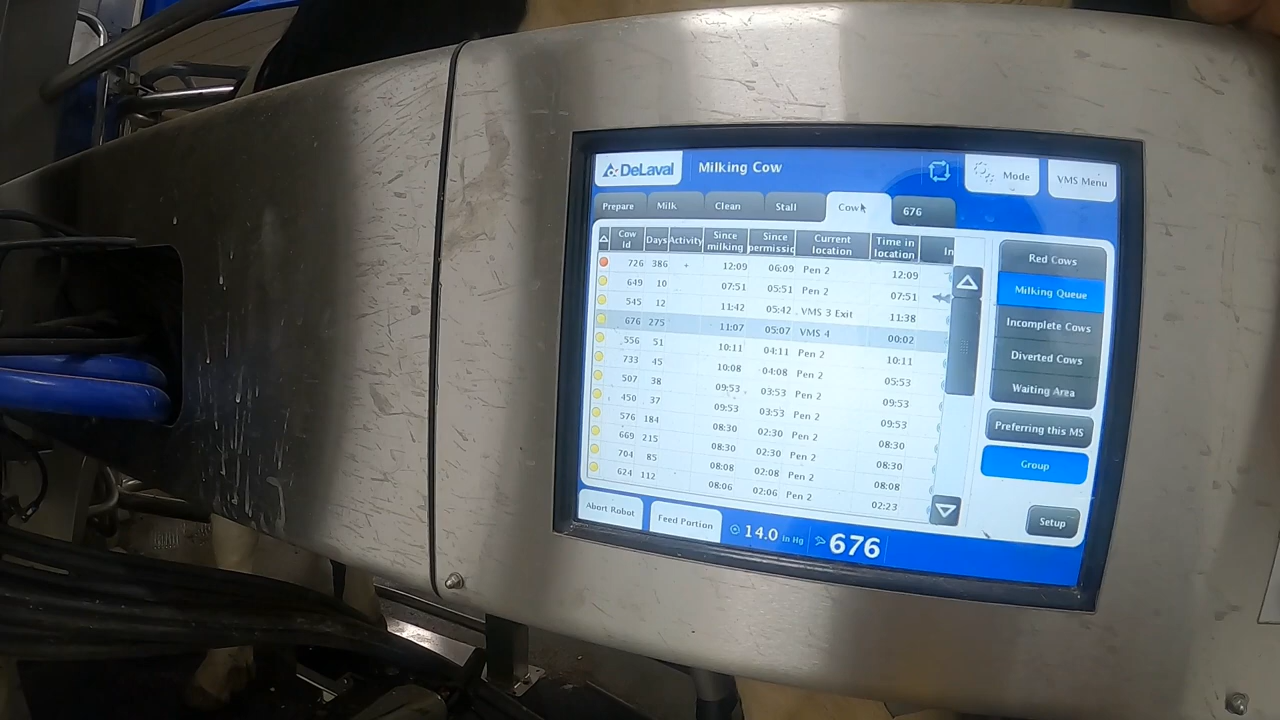 DeLaval Milking Cow Mode VMS Menu
Prepare Milk Clean Stall Cow 676
Cow Id Days Activity Since milking Since permissio Current location Time in location In
726 386 + 12:09 06:09 Pen 2 12:09
649 10 07:51 05:51 Pen 2 07:51
545 12 11:42 05:42 VMS 3 Exit 11:38
676 275 11:07 05:07 VMS 4 00:02
556 51 10:11 04:11 Pen 2 10:11
733 45 10:08 04:08 Pen 2 05:53
507 38 09:53 03:53 Pen 2 09:53
450 37 09:53 03:53 Pen 2 09:53
576 184 08:30 02:30 Pen 2 08:30
669 215 08:30 02:30 Pen 2 08:30
704 85 08:08 02:08 Pen 2 08:08
624 112 08:06 02:06 Pen 2 02:23
Red Cows
Milking Queue
Incomplete Cows
Diverted Cows
Waiting Area
Preferring this MS
Group
Setup
Abort Robot Feed Portion 14.0 in Hg 676